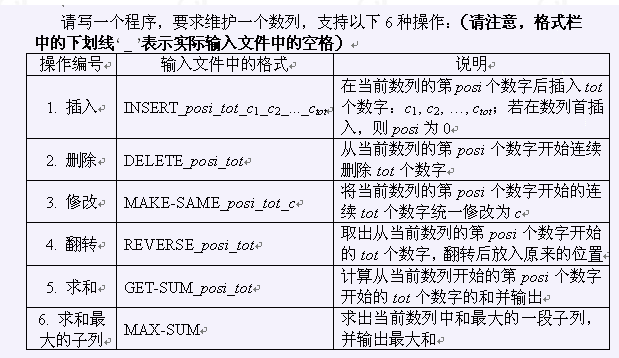 请写一个程序，要求维护一个数列，支持以下 6 种操作：（请注意，格式栏
中的下划线‘ _ ’表示实际输入文件中的空格）
操作编号 输入文件中的格式 说明
1. 插入 INSERT_posi_tot_c1_c2_..._ctot 在当前数列的第 posi 个数字后插入 tot
个数字：c1, c2, …, ctot；若在数列首插
入，则 posi 为 0
2. 删除 DELETE_posi_tot 从当前数列的第 posi 个数字开始连续
删除 tot 个数字
3. 修改 MAKE-SAME_posi_tot_c 将当前数列的第 posi 个数字开始的连
续 tot 个数字统一修改为 c
4. 翻转 REVERSE_posi_tot 取出从当前数列的第 posi 个数字开始
的 tot 个数字，翻转后放入原来的位置
5. 求和 GET-SUM_posi_tot 计算从当前数列开始的第 posi 个数字
开始的 tot 个数字的和并输出
6. 求和最
大的子列 MAX-SUM 求出当前数列中和最大的一段子列，
并输出最大和